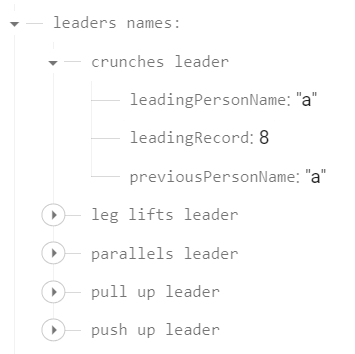 leaders names:
crunches leader
leadingPersonName: "a"
leadingRecord: 8
previousPersonName: "a"
leg lifts leader
parallels leader
pull up leader
push up leader